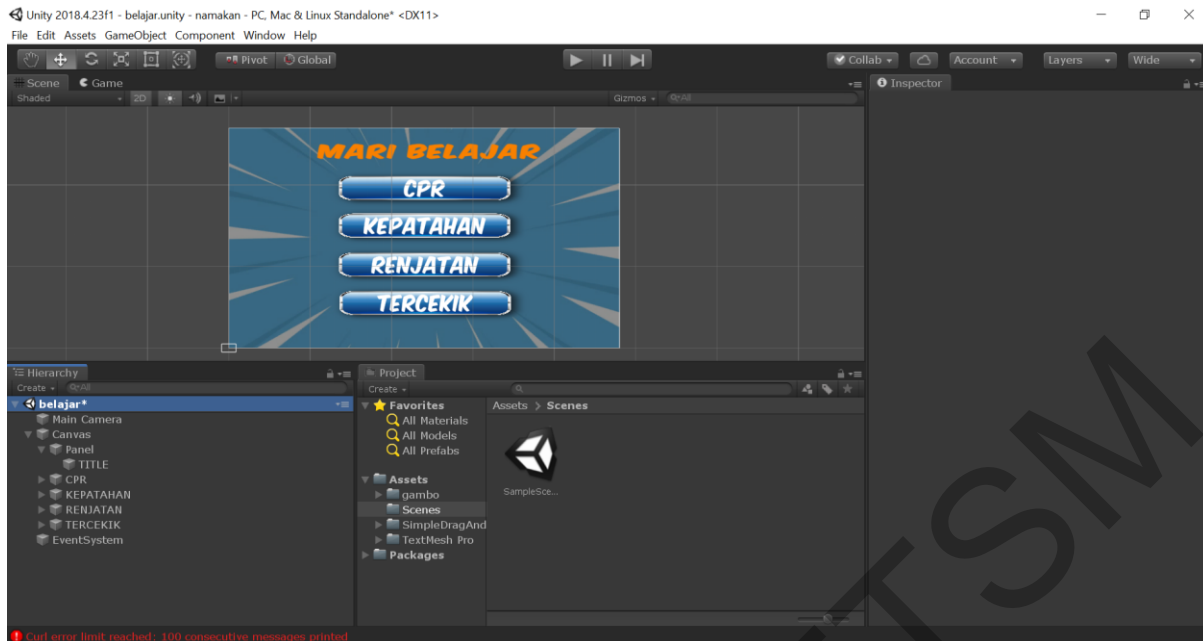 Unity 2018.4.23f1 - belajar.unity - namakan - PC, Mac & Linux Standalone* <DX11>
File Edit Assets GameObject Component Window Help
Pivot Global Collab Account Layers Wide
Scene Game
Shaded 2D Gizmos All
Inspector
MARI BELAJAR
CPR
KEPATAHAN
RENJATAN
TERCEKIK
Hierarchy
Create All
belajar*
Main Camera
Canvas
Panel
TITLE
CPR
KEPATAHAN
RENJATAN
TERCEKIK
EventSystem
Project
Create
Favorites
All Materials
All Models
All Prefabs
Assets
gambo
Scenes
SimpleDragAnd
TextMesh Pro
Packages
Assets > Scenes
SampleSce...
Curl error limit reached: 100 consecutive messages printed
TSM